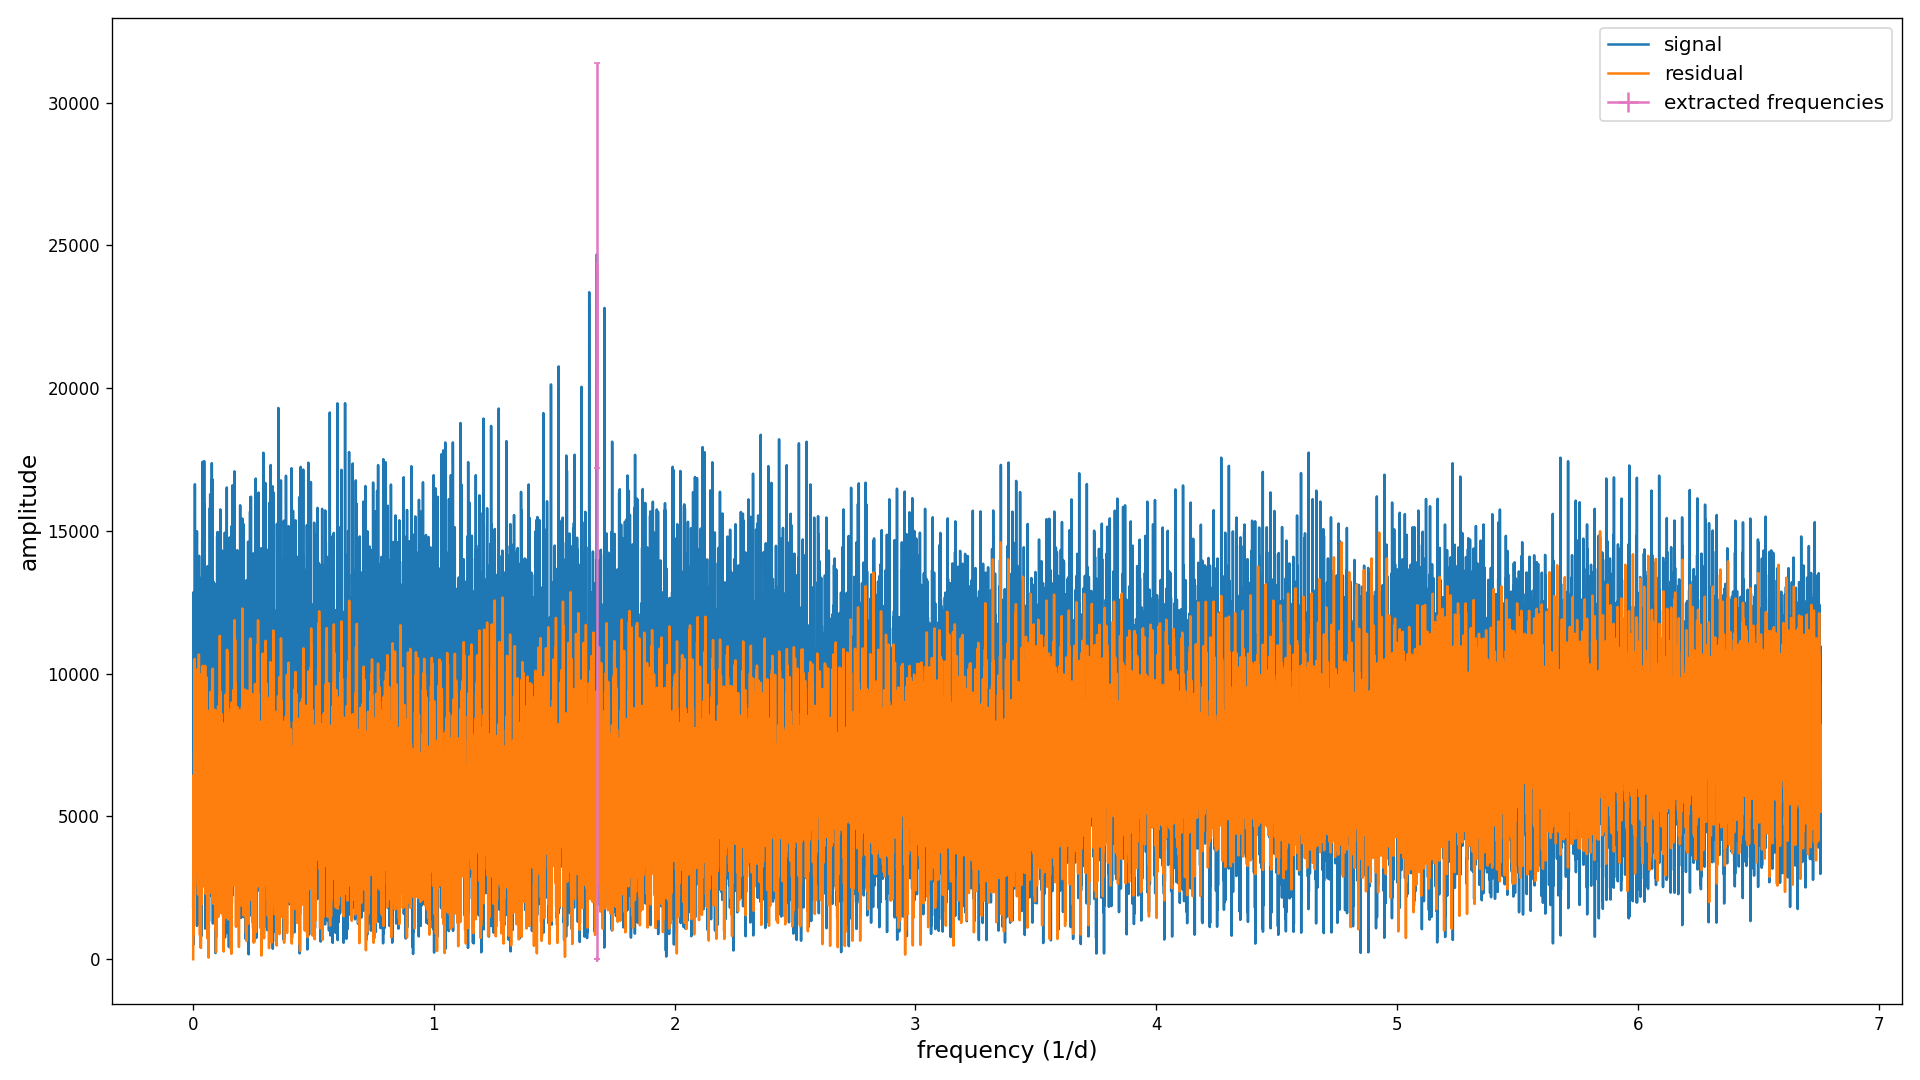 signal
residual
extracted frequencies
amplitude
30000
25000
20000
15000
10000
5000
0
0 1 2 3 4 5 6 7
frequency (1/d)